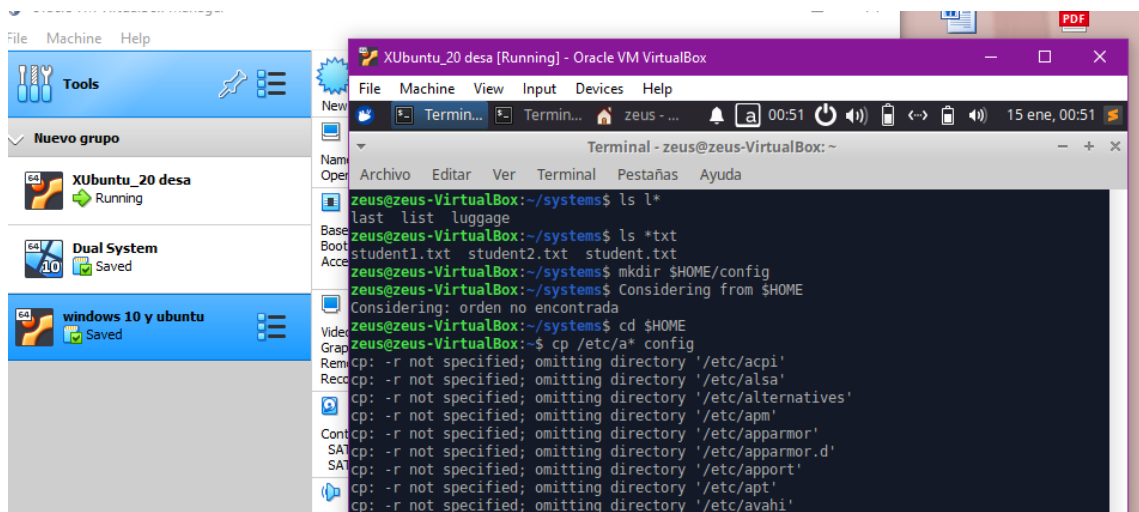 File Machine Help
Tools
Nuevo grupo
XUbuntu_20 desa
Running
Dual System
Saved
windows 10 y ubuntu
Saved
New
PDF
XUbuntu_20 desa [Running] - Oracle VM VirtualBox
File Machine View Input Devices Help
Termin... Termin... zeus - ... a 00:51 15 ene, 00:51
Terminal - zeus@zeus-VirtualBox: ~
Archivo Editar Ver Terminal Pestañas Ayuda
zeus@zeus-VirtualBox:~/systems$ ls l*
last list luggage
zeus@zeus-VirtualBox:~/systems$ ls *txt
student1.txt student2.txt student.txt
zeus@zeus-VirtualBox:~/systems$ mkdir $HOME/config
zeus@zeus-VirtualBox:~/systems$ Considering from $HOME
Considering: orden no encontrada
zeus@zeus-VirtualBox:~/systems$ cd $HOME
zeus@zeus-VirtualBox:~$ cp /etc/a* config
cp: -r not specified; omitting directory '/etc/acpi'
cp: -r not specified; omitting directory '/etc/alsa'
cp: -r not specified; omitting directory '/etc/alternatives'
cp: -r not specified; omitting directory '/etc/apm'
cp: -r not specified; omitting directory '/etc/apparmor'
cp: -r not specified; omitting directory '/etc/apparmor.d'
cp: -r not specified; omitting directory '/etc/apport'
cp: -r not specified; omitting directory '/etc/apt'
cp: -r not specified; omitting directory '/etc/avahi'